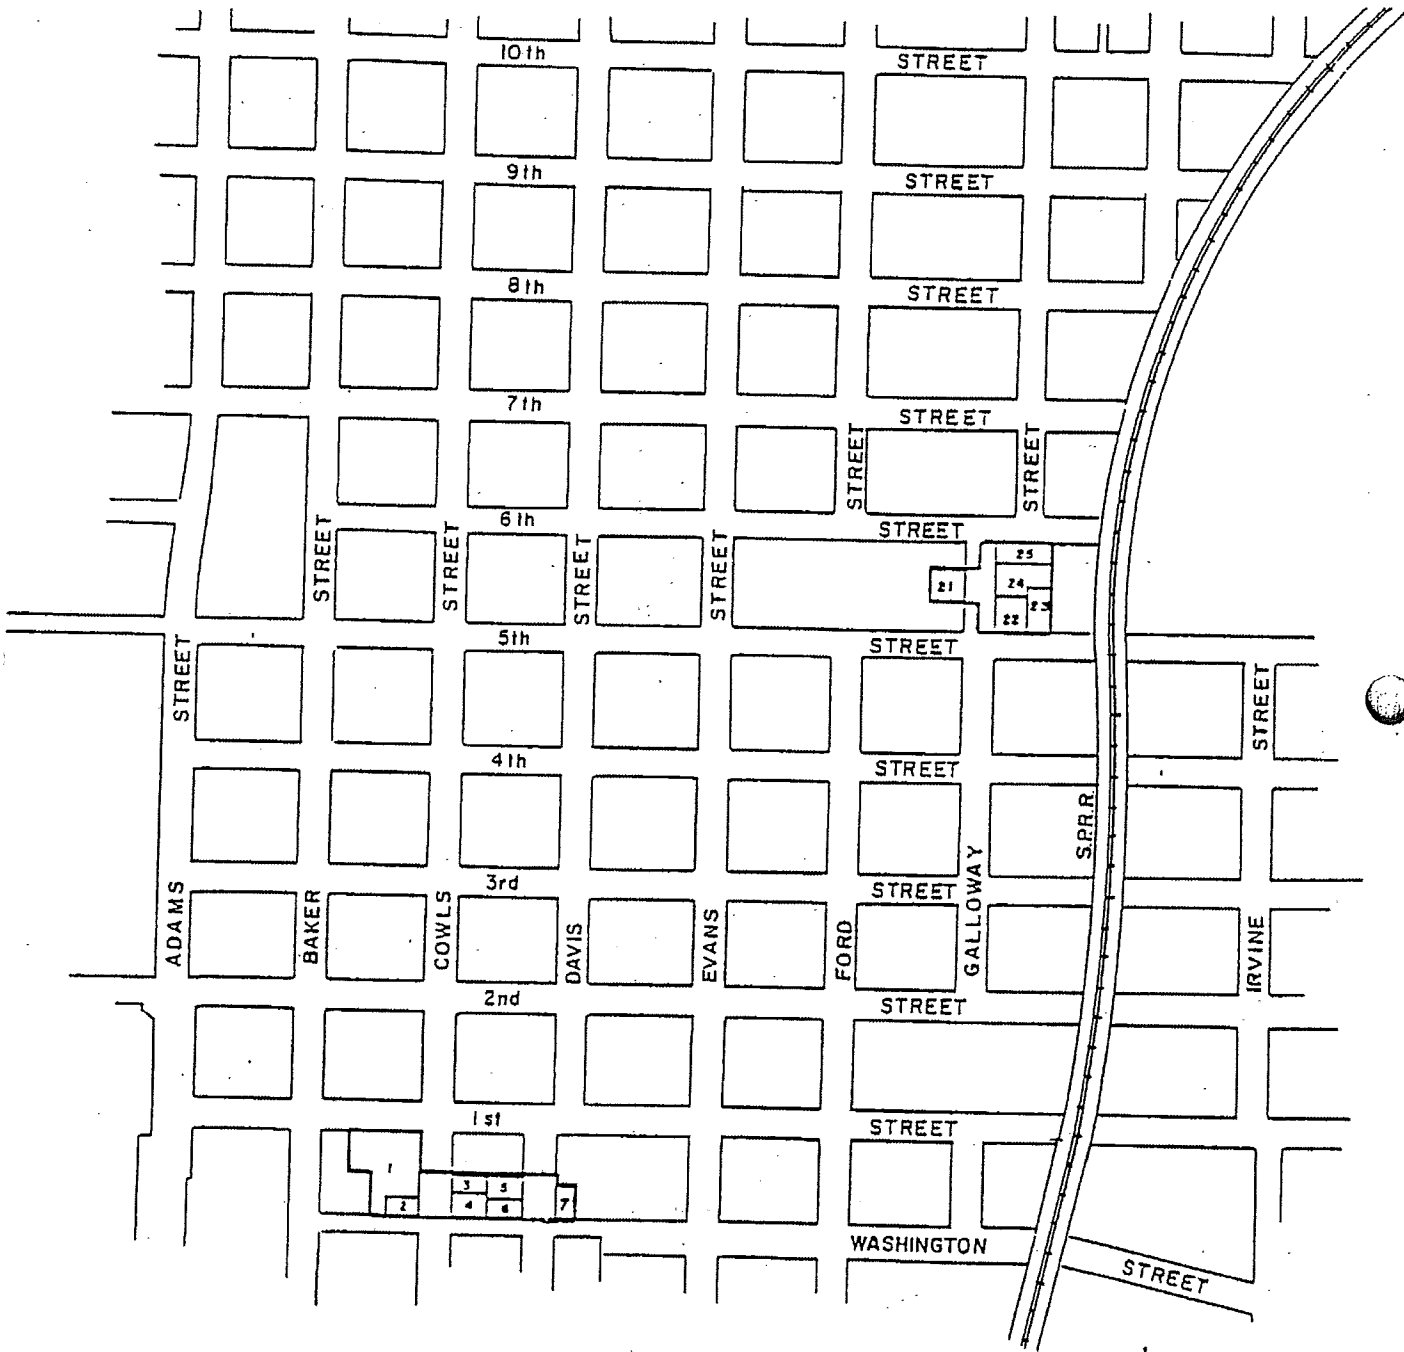 10th STREET
9th STREET
8th STREET
7th STREET
STREET STREET
6th STREET
STREET STREET STREET STREET
25
21 24
23
22
5th STREET
STREET STREET
4th STREET
S.P.R.R.
3rd STREET
ADAMS BAKER COWLS DAVIS EVANS FORD GALLOWAY IRVINE
2nd STREET
1st STREET
1
3 5
2 4 6 7
WASHINGTON STREET